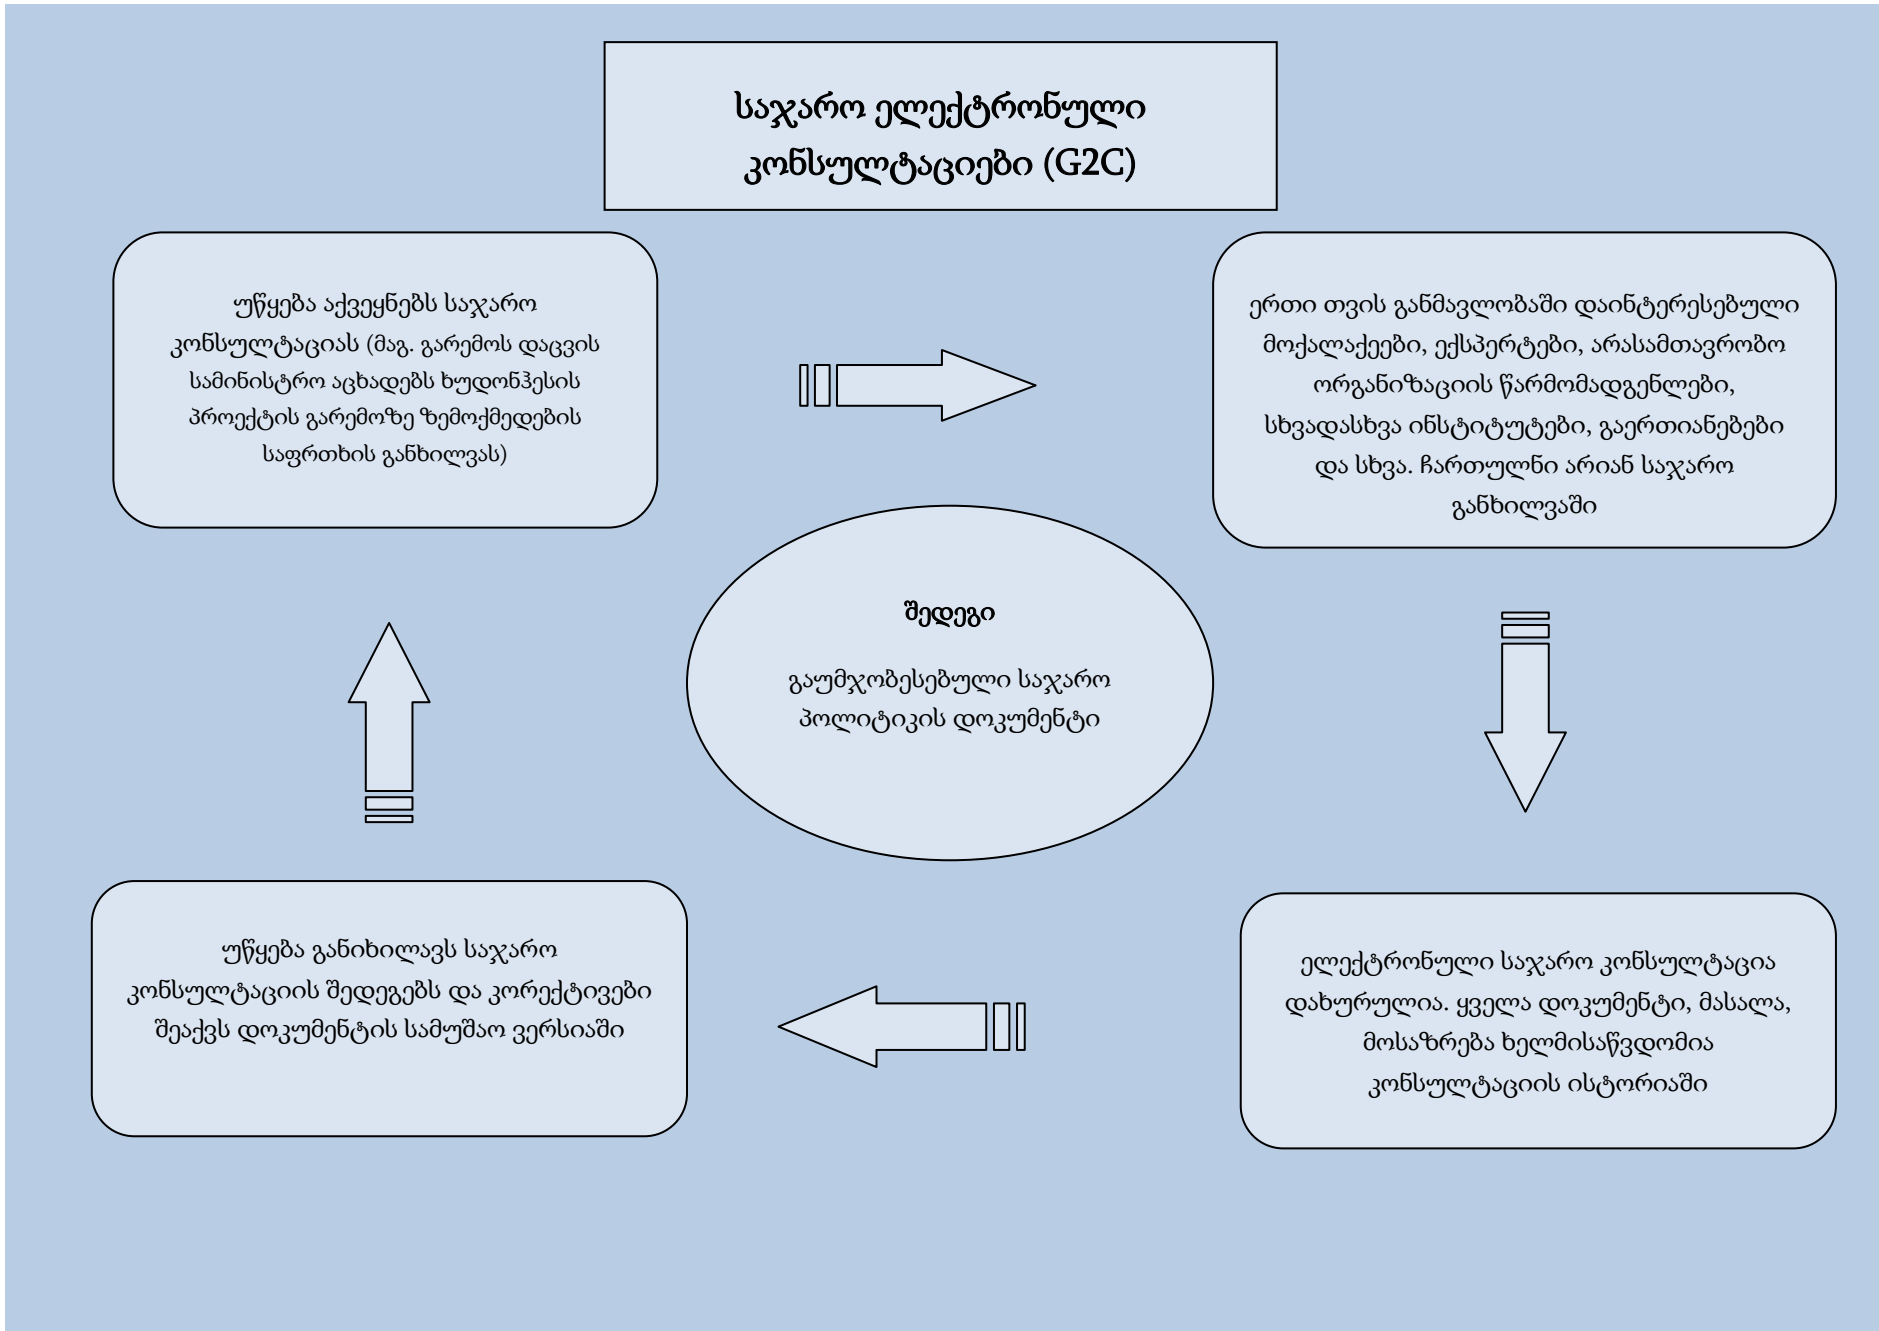 საჯარო ელექტრონული
კონსულტაციები (G2C)
უწყება აქვეყნებს საჯარო
კონსულტაციას (მაგ. გარემოს დაცვის
სამინისტრო აცხადებს ხუდონჰესის
პროექტის გარემოზე ზემოქმედების
საფრთხის განხილვას)
ერთი თვის განმავლობაში დაინტერესებული
მოქალაქეები, ექსპერტები, არასამთავრობო
ორგანიზაციის წარმომადგენლები,
სხვადასხვა ინსტიტუტები, გაერთიანებები
და სხვა. ჩართულნი არიან საჯარო
განხილვაში
შედეგი
გაუმჯობესებული საჯარო
პოლიტიკის დოკუმენტი
უწყება განიხილავს საჯარო
კონსულტაციის შედეგებს და კორექტივები
შეაქვს დოკუმენტის სამუშაო ვერსიაში
ელექტრონული საჯარო კონსულტაცია
დახურულია. ყველა დოკუმენტი, მასალა,
მოსაზრება ხელმისაწვდომია
კონსულტაციის ისტორიაში